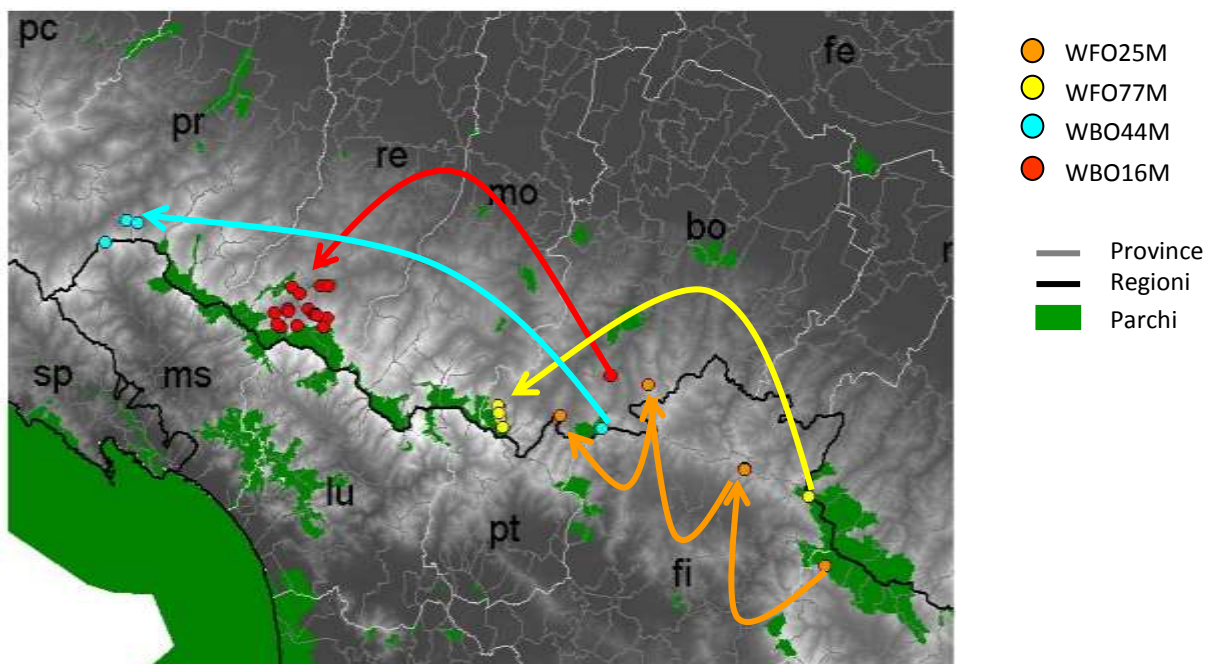 pc
fe
pr
re
mo
bo
r
sp
ms
lu
pt
fi
WFO25M
WFO77M
WBO44M
WBO16M
Province
Regioni
Parchi